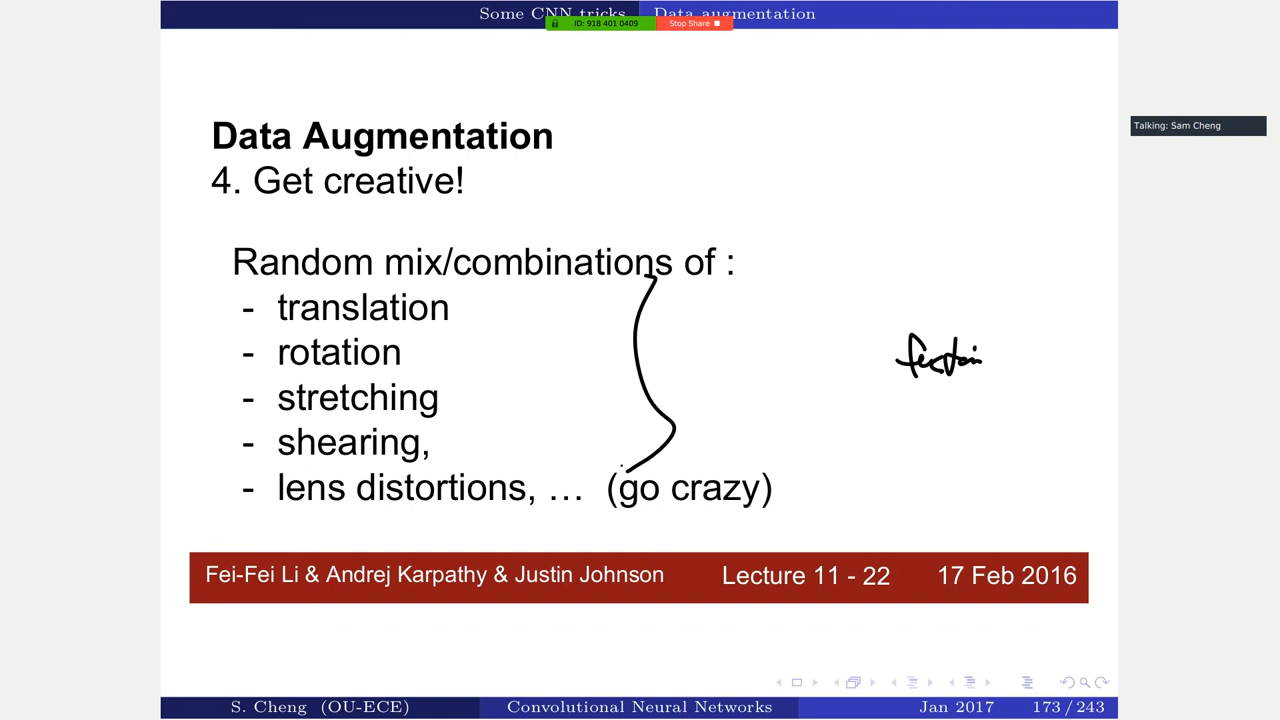 Some CNN tricks Data augmentation
ID: 918 401 0409 Stop Share
Talking: Sam Cheng
Data Augmentation
4. Get creative!
Random mix/combinations of :
- translation
- rotation
- stretching
- shearing,
- lens distortions, … (go crazy)
Fei-Fei Li & Andrej Karpathy & Justin Johnson Lecture 11 - 22 17 Feb 2016
S. Cheng (OU-ECE) Convolutional Neural Networks Jan 2017 173 / 243